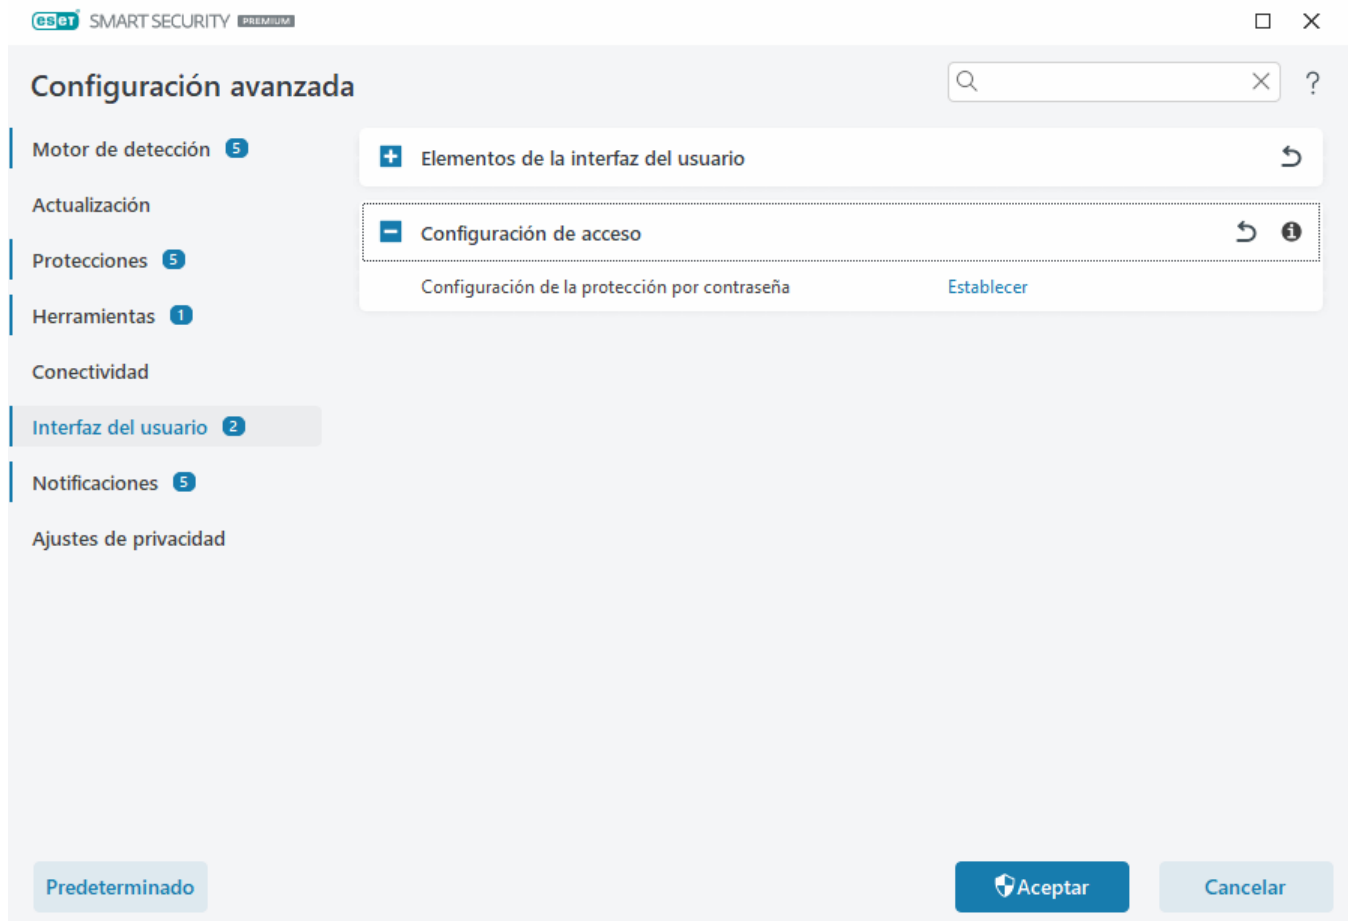 eset SMART SECURITY PREMIUM
Configuración avanzada
?
Motor de detección 5
Actualización
Protecciones 5
Herramientas 1
Conectividad
Interfaz del usuario 2
Notificaciones 5
Ajustes de privacidad
Elementos de la interfaz del usuario
Configuración de acceso
Configuración de la protección por contraseña Establecer
Predeterminado
Aceptar
Cancelar